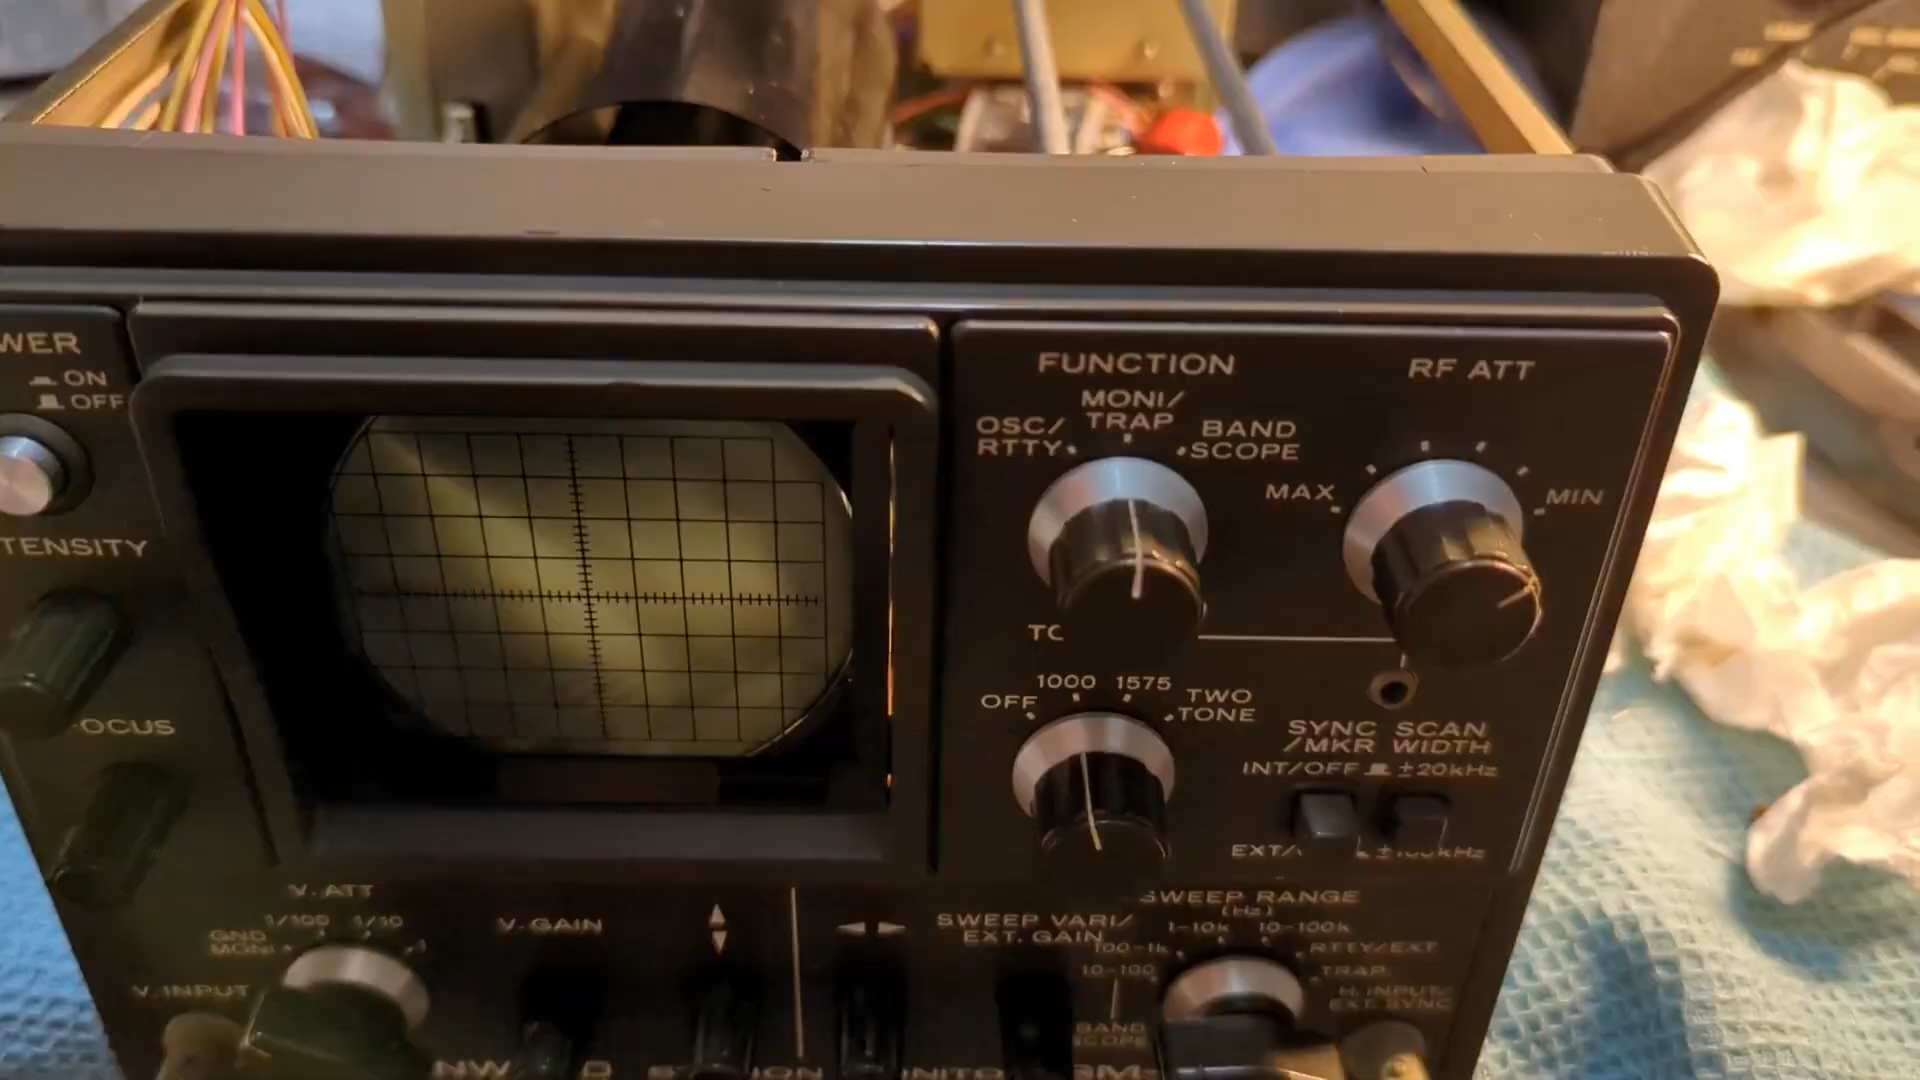 WER
ON
OFF
TENSITY
OCUS
FUNCTION
MONI/
TRAP
OSC/
RTTY
BAND
SCOPE
RF ATT
MAX
MIN
OFF
1000
1575
TWO
TONE
SYNC SCAN
/MKR WIDTH
INT/OFF ±20kHz
EXT/
V. ATT
1/100 1/10
GND
MONI
1
V. INPUT
V. GAIN
SWEEP VARI/
EXT. GAIN
SWEEP RANGE
(Hz)
1-10k 10-100k
100-1k
RTTY/EXT
10-100
TRAP
H. INPUT/
EXT. SYNC
BAND
SCOPE